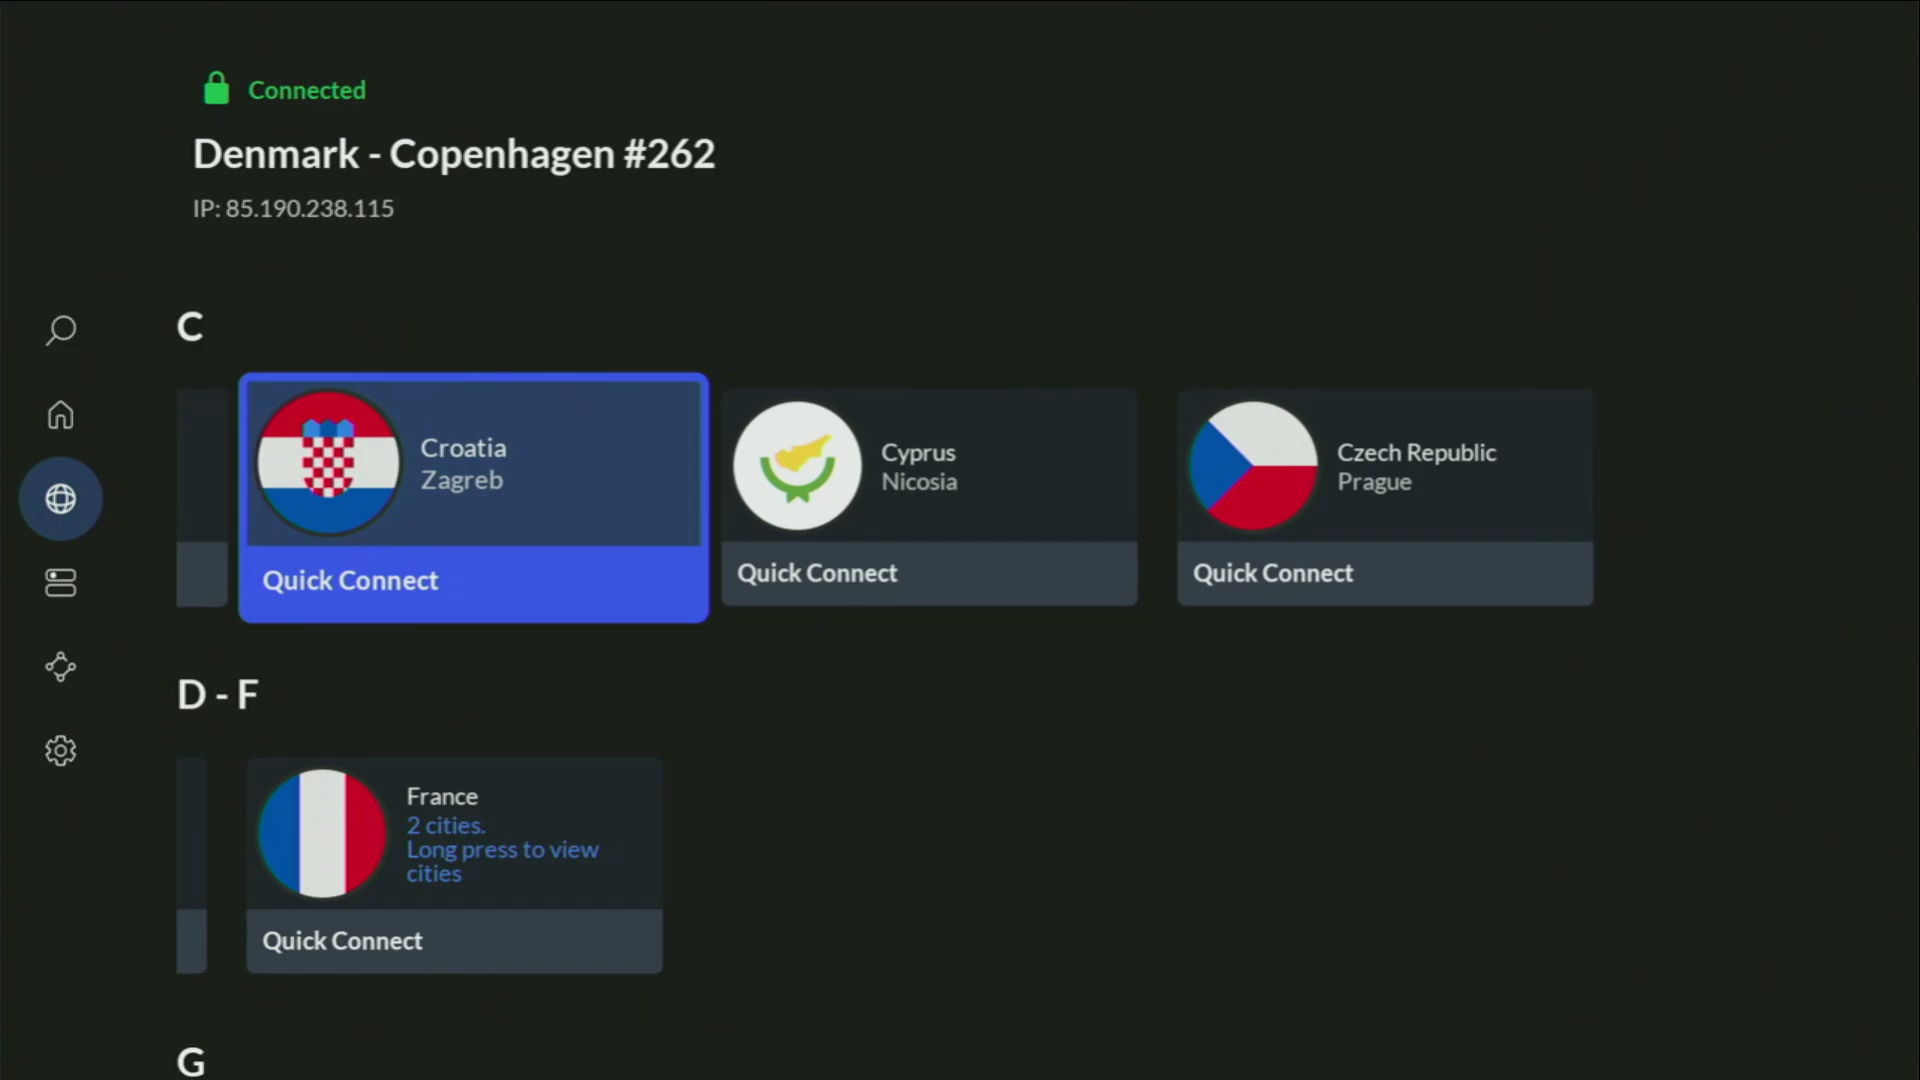 Connected
Denmark - Copenhagen #262
IP: 85.190.238.115
C
Croatia
Zagreb
Quick Connect
Cyprus
Nicosia
Quick Connect
Czech Republic
Prague
Quick Connect
D - F
France
2 cities.
Long press to view
cities
Quick Connect
G